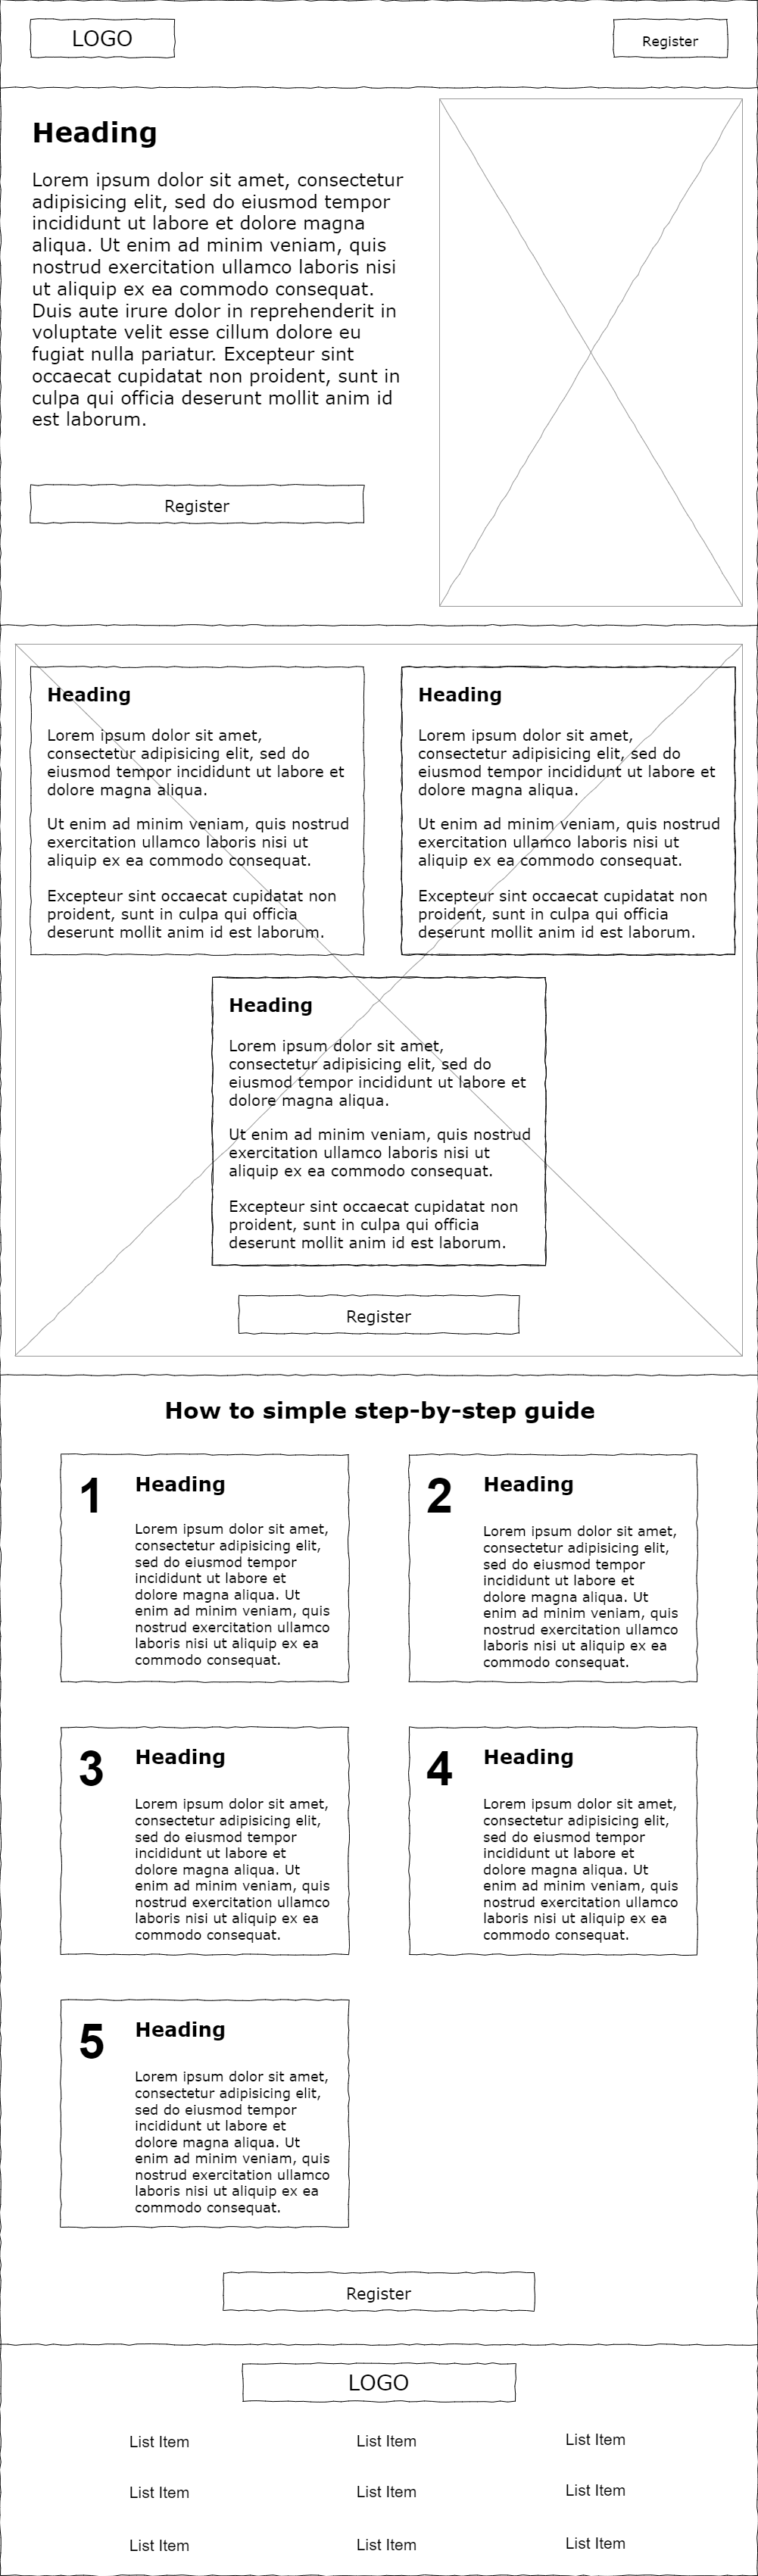 LOGO
Register
Heading
Lorem ipsum dolor sit amet, consectetur
adipisicing elit, sed do eiusmod tempor
incididunt ut labore et dolore magna
aliqua. Ut enim ad minim veniam, quis
nostrud exercitation ullamco laboris nisi
ut aliquip ex ea commodo consequat.
Duis aute irure dolor in reprehenderit in
voluptate velit esse cillum dolore eu
fugiat nulla pariatur. Excepteur sint
occaecat cupidatat non proident, sunt in
culpa qui officia deserunt mollit anim id
est laborum.
Register
Heading
Lorem ipsum dolor sit amet,
consectetur adipisicing elit, sed do
eiusmod tempor incididunt ut labore et
dolore magna aliqua.
Ut enim ad minim veniam, quis nostrud
exercitation ullamco laboris nisi ut
aliquip ex ea commodo consequat.
Excepteur sint occaecat cupidatat non
proident, sunt in culpa qui officia
deserunt mollit anim id est laborum.
Heading
Lorem ipsum dolor sit amet,
consectetur adipisicing elit, sed do
eiusmod tempor incididunt ut labore et
dolore magna aliqua.
Ut enim ad minim veniam, quis nostrud
exercitation ullamco laboris nisi ut
aliquip ex ea commodo consequat.
Excepteur sint occaecat cupidatat non
proident, sunt in culpa qui officia
deserunt mollit anim id est laborum.
Heading
Lorem ipsum dolor sit amet,
consectetur adipisicing elit, sed do
eiusmod tempor incididunt ut labore et
dolore magna aliqua.
Ut enim ad minim veniam, quis nostrud
exercitation ullamco laboris nisi ut
aliquip ex ea commodo consequat.
Excepteur sint occaecat cupidatat non
proident, sunt in culpa qui officia
deserunt mollit anim id est laborum.
Register
How to simple step-by-step guide
1
Heading
Lorem ipsum dolor sit amet,
consectetur adipisicing elit,
sed do eiusmod tempor
incididunt ut labore et
dolore magna aliqua. Ut
enim ad minim veniam, quis
nostrud exercitation ullamco
laboris nisi ut aliquip ex ea
commodo consequat.
2
Heading
Lorem ipsum dolor sit amet,
consectetur adipisicing elit,
sed do eiusmod tempor
incididunt ut labore et
dolore magna aliqua. Ut
enim ad minim veniam, quis
nostrud exercitation ullamco
laboris nisi ut aliquip ex ea
commodo consequat.
3
Heading
Lorem ipsum dolor sit amet,
consectetur adipisicing elit,
sed do eiusmod tempor
incididunt ut labore et
dolore magna aliqua. Ut
enim ad minim veniam, quis
nostrud exercitation ullamco
laboris nisi ut aliquip ex ea
commodo consequat.
4
Heading
Lorem ipsum dolor sit amet,
consectetur adipisicing elit,
sed do eiusmod tempor
incididunt ut labore et
dolore magna aliqua. Ut
enim ad minim veniam, quis
nostrud exercitation ullamco
laboris nisi ut aliquip ex ea
commodo consequat.
5
Heading
Lorem ipsum dolor sit amet,
consectetur adipisicing elit,
sed do eiusmod tempor
incididunt ut labore et
dolore magna aliqua. Ut
enim ad minim veniam, quis
nostrud exercitation ullamco
laboris nisi ut aliquip ex ea
commodo consequat.
Register
LOGO
List Item
List Item
List Item
List Item
List Item
List Item
List Item
List Item
List Item